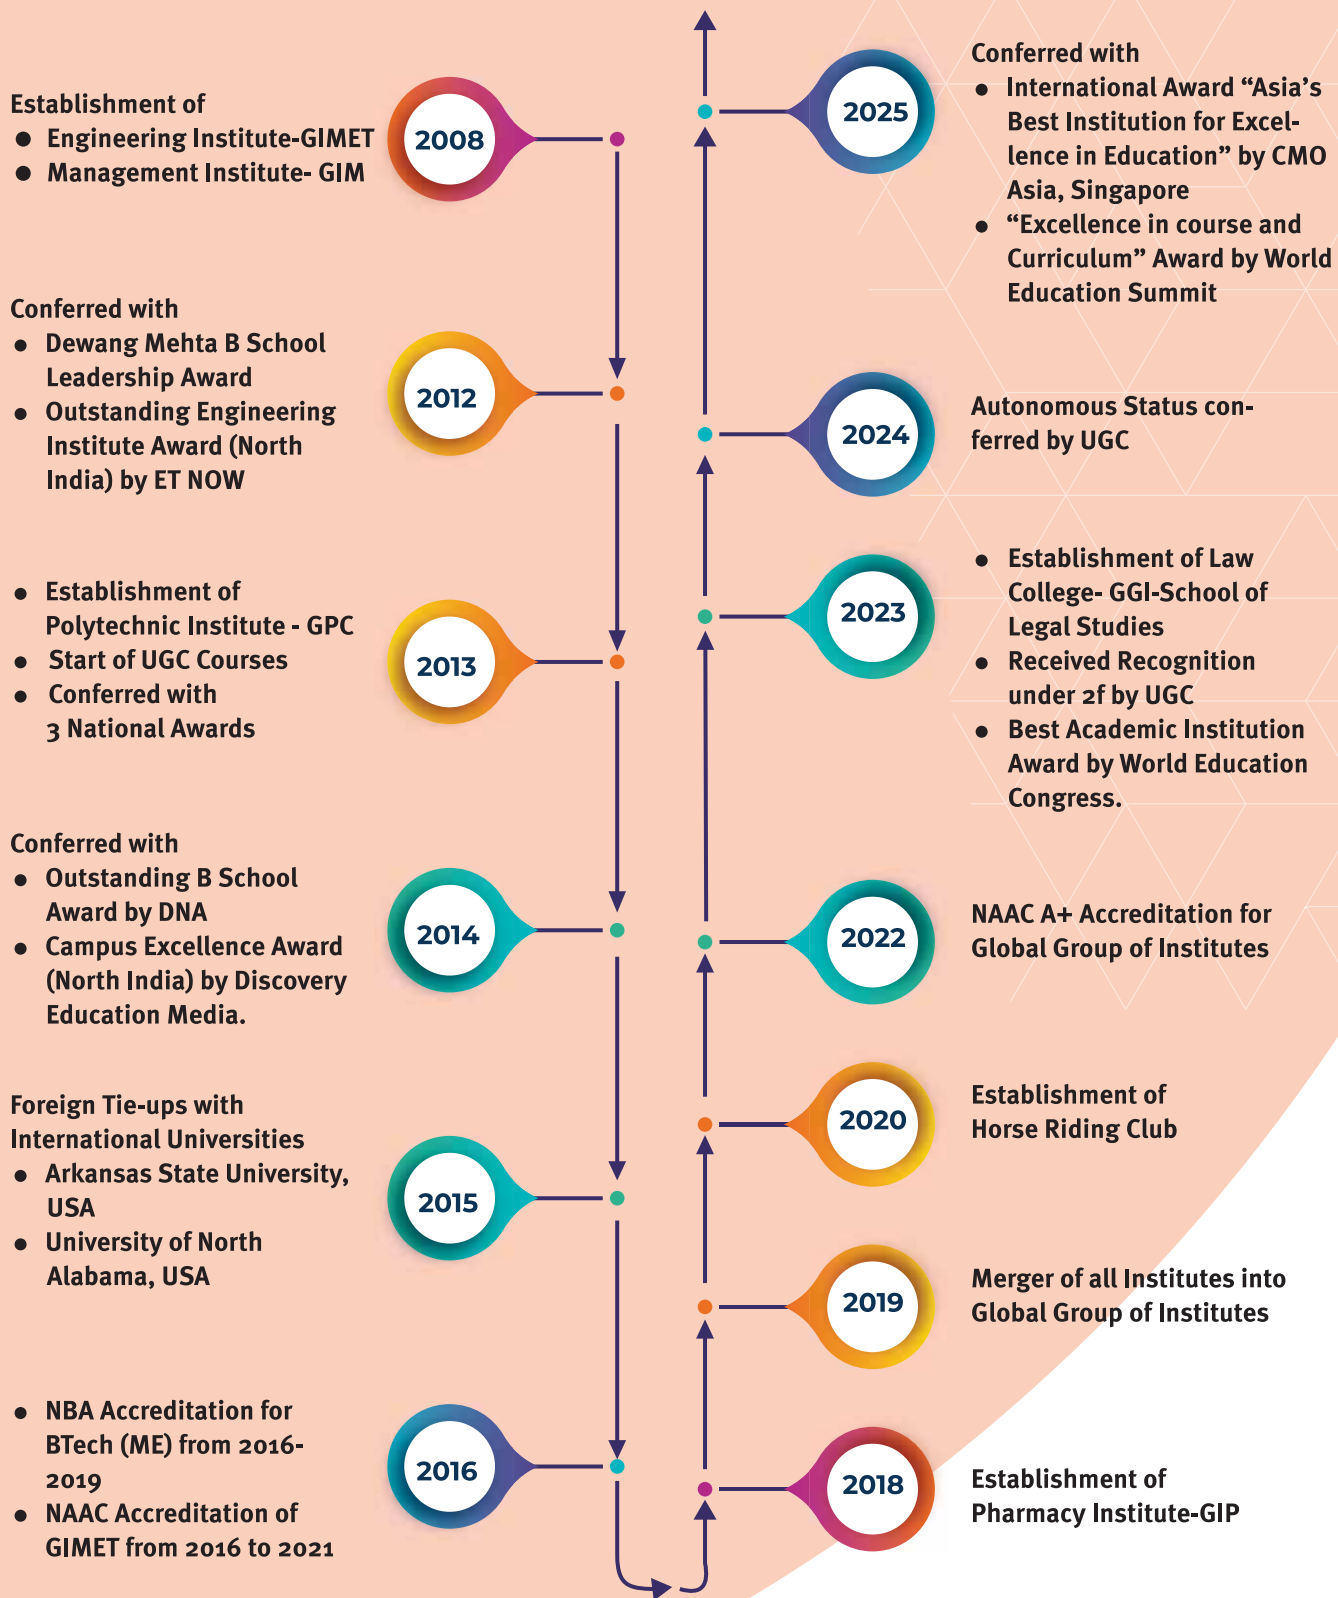 Establishment of
● Engineering Institute-GIMET
● Management Institute- GIM
2008
Conferred with
● Dewang Mehta B School
Leadership Award
● Outstanding Engineering
Institute Award (North
India) by ET NOW
2012
● Establishment of
Polytechnic Institute - GPC
● Start of UGC Courses
● Conferred with
3 National Awards
2013
Conferred with
● Outstanding B School
Award by DNA
● Campus Excellence Award
(North India) by Discovery
Education Media.
2014
Foreign Tie-ups with
International Universities
● Arkansas State University,
USA
● University of North
Alabama, USA
2015
● NBA Accreditation for
BTech (ME) from 2016-
2019
● NAAC Accreditation of
GIMET from 2016 to 2021
2016
2018
Establishment of
Pharmacy Institute-GIP
2019
Merger of all Institutes into
Global Group of Institutes
2020
Establishment of
Horse Riding Club
2022
NAAC A+ Accreditation for
Global Group of Institutes
2023
● Establishment of Law
College- GGI-School of
Legal Studies
● Received Recognition
under 2f by UGC
● Best Academic Institution
Award by World Education
Congress.
2024
Autonomous Status con-
ferred by UGC
2025
Conferred with
● International Award “Asia’s
Best Institution for Excel-
lence in Education” by CMO
Asia, Singapore
● “Excellence in course and
Curriculum” Award by World
Education Summit